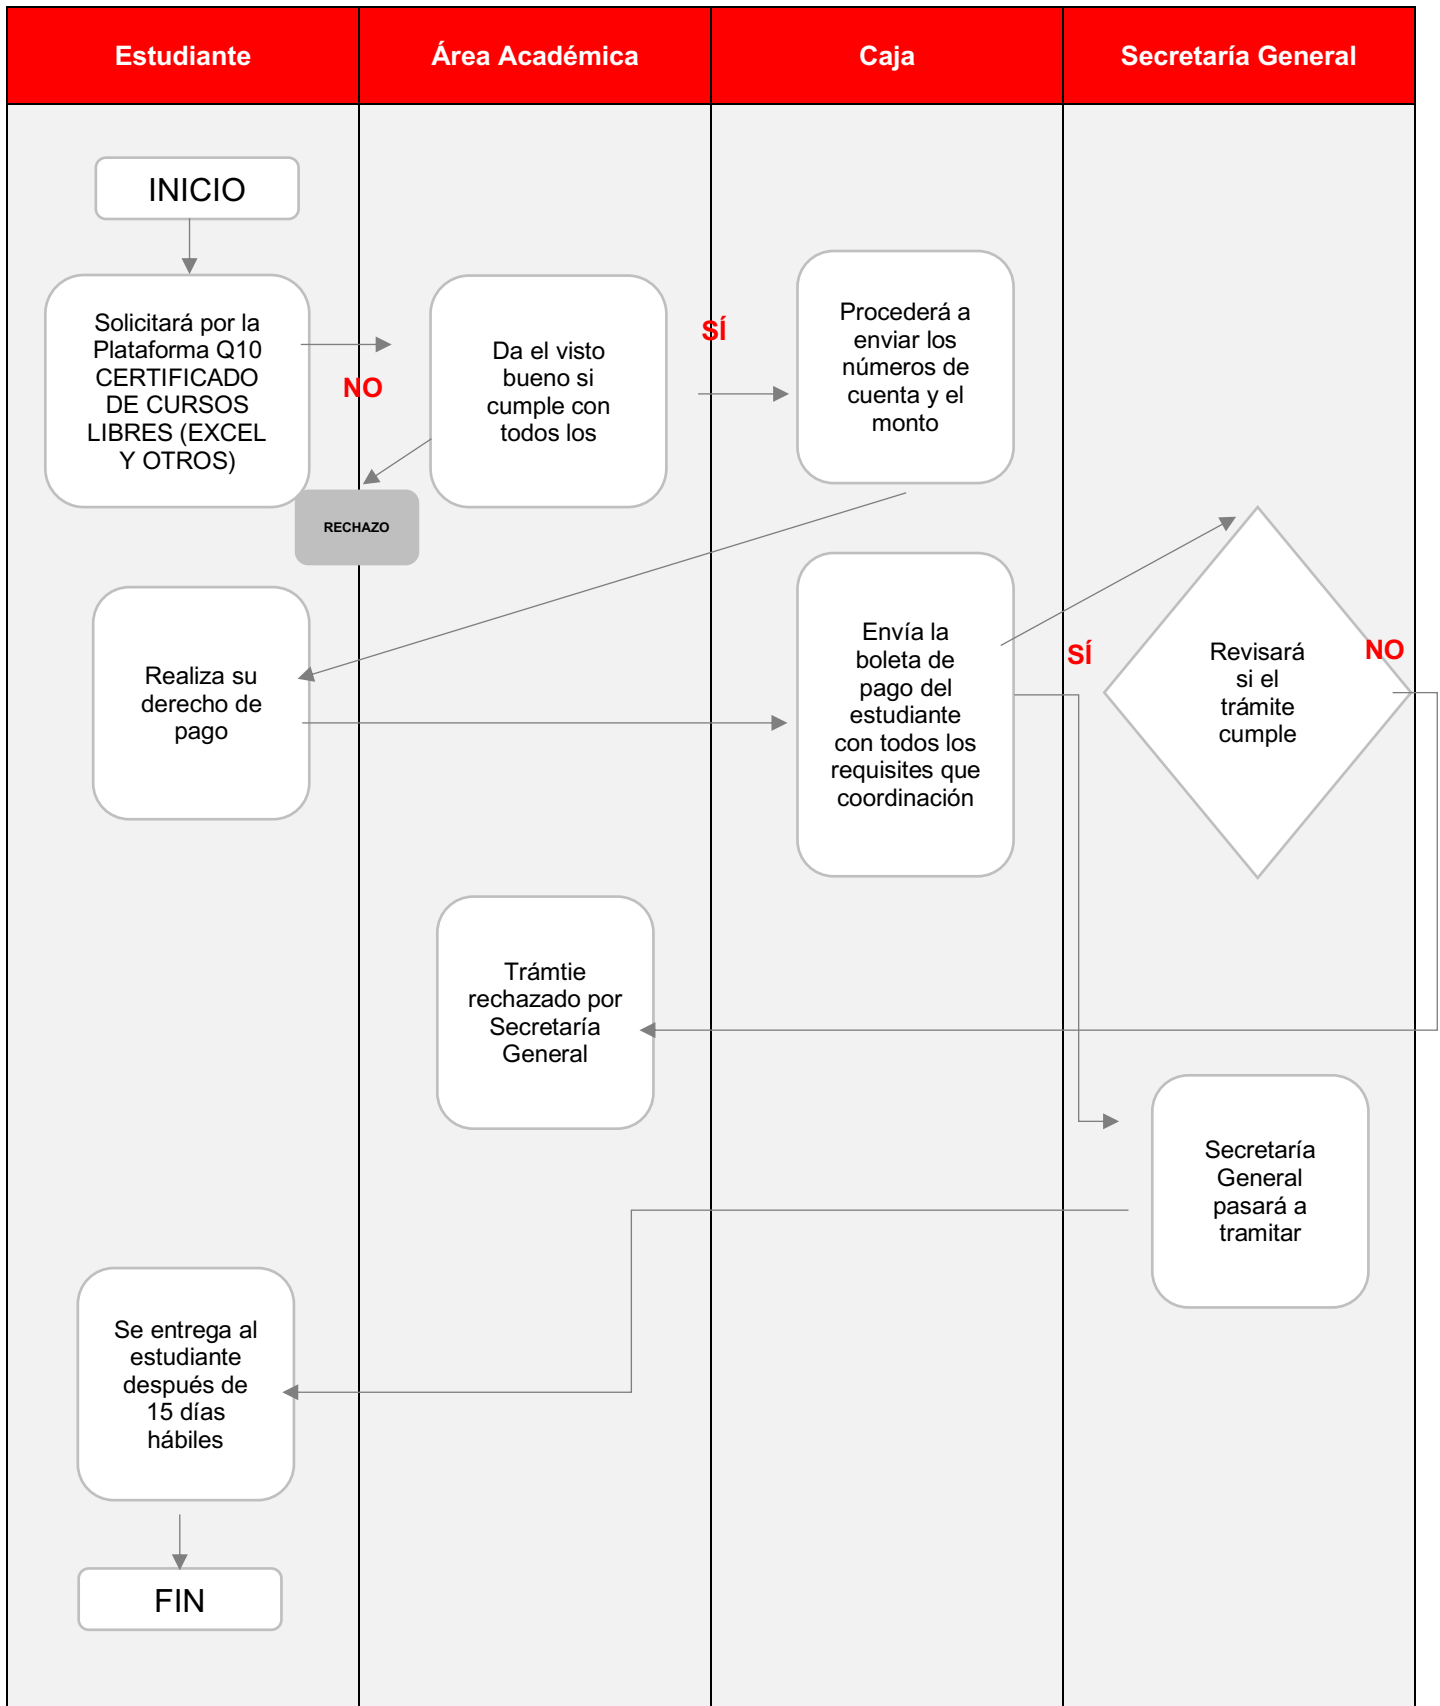 Estudiante
Área Académica
Caja
Secretaría General
INICIO
Solicitará por la
Plataforma Q10
CERTIFICADO
DE CURSOS
LIBRES (EXCEL
Y OTROS)
NO
Da el visto
bueno si
cumple con
todos los
SÍ
Procederá a
enviar los
números de
cuenta y el
monto
RECHAZO
Realiza su
derecho de
pago
Envía la
boleta de
pago del
estudiante
con todos los
requisites que
coordinación
SÍ
Revisará
si el
trámite
cumple
NO
Trámtie
rechazado por
Secretaría
General
Secretaría
General
pasará a
tramitar
Se entrega al
estudiante
después de
15 días
hábiles
FIN